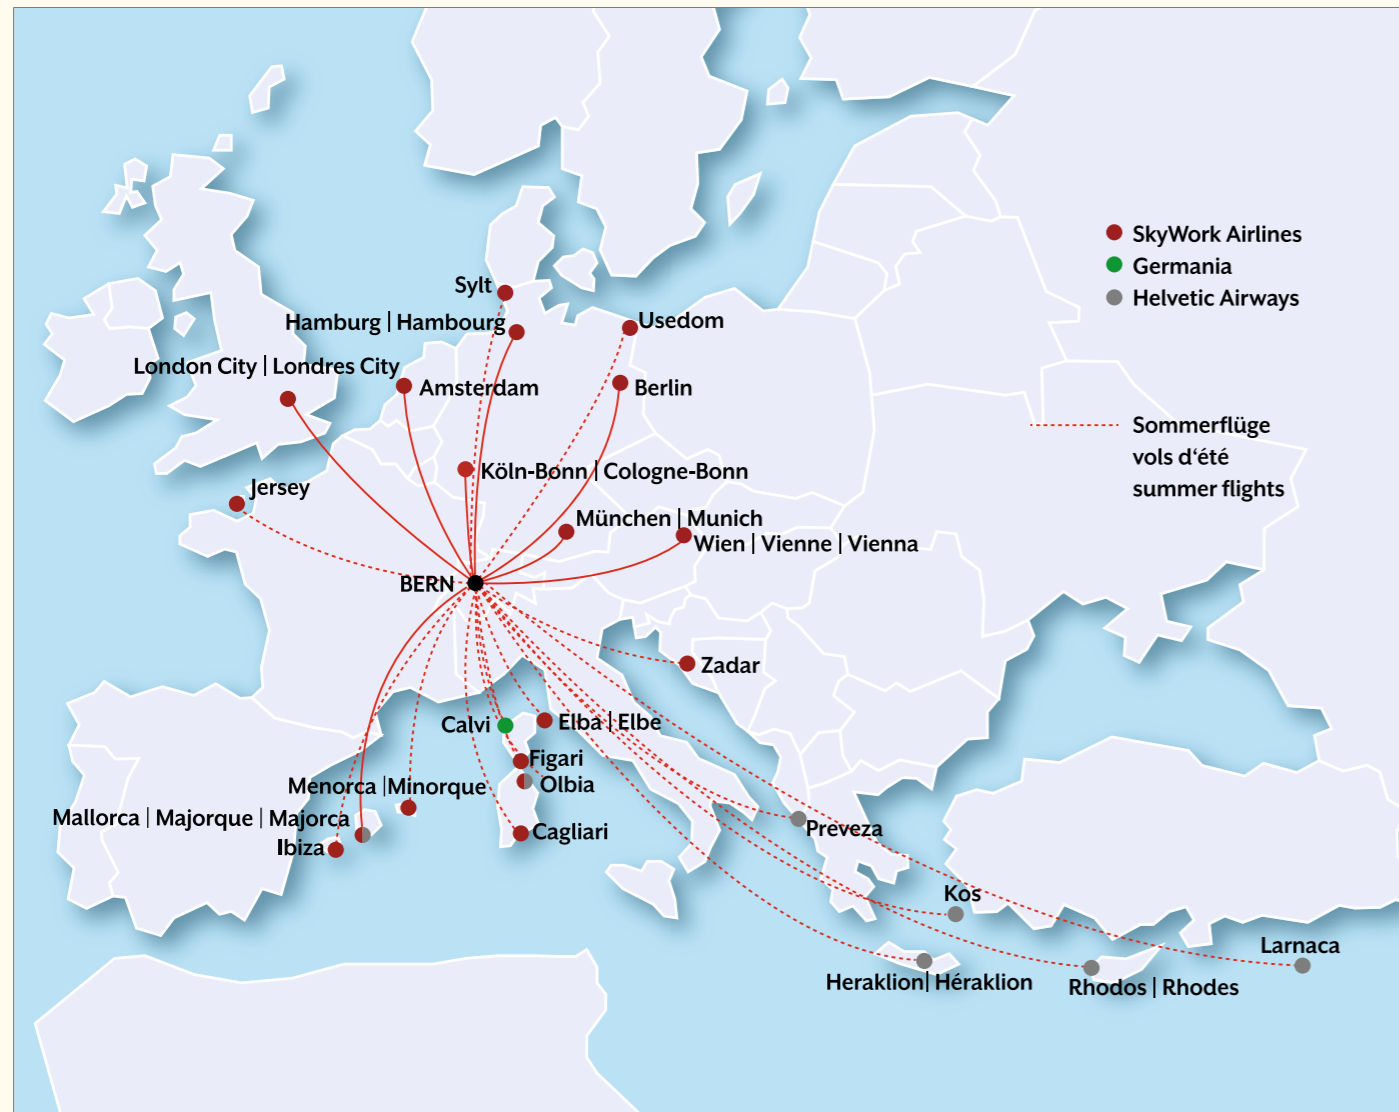 SkyWork Airlines
Germania
Helvetic Airways
Sylt
Hamburg | Hambourg
Usedom
London City | Londres City
Amsterdam
Berlin
Sommerflüge
vols d‘été
summer flights
Köln-Bonn | Cologne-Bonn
Jersey
München | Munich
Wien | Vienne | Vienna
BERN
Zadar
Calvi
Elba | Elbe
Figari
Olbia
Menorca |Minorque
Mallorca | Majorque | Majorca
Preveza
Cagliari
Ibiza
Kos
Larnaca
Heraklion| Héraklion
Rhodos | Rhodes